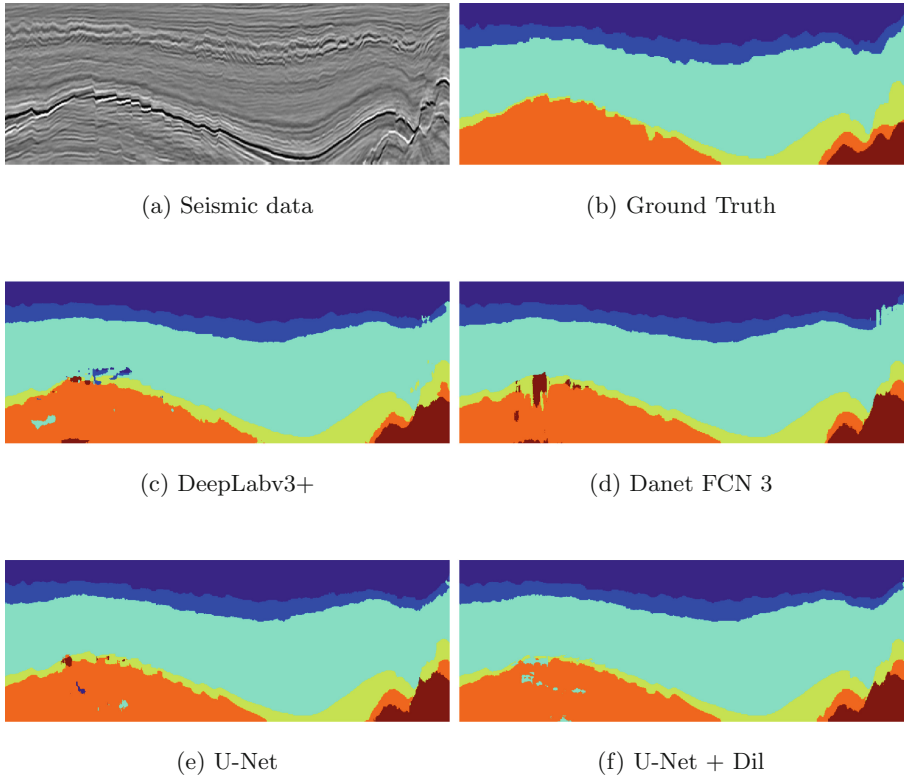 (a) Seismic data
(b) Ground Truth
(c) DeepLabv3+
(d) Danet FCN 3
(e) U-Net
(f) U-Net + Dil